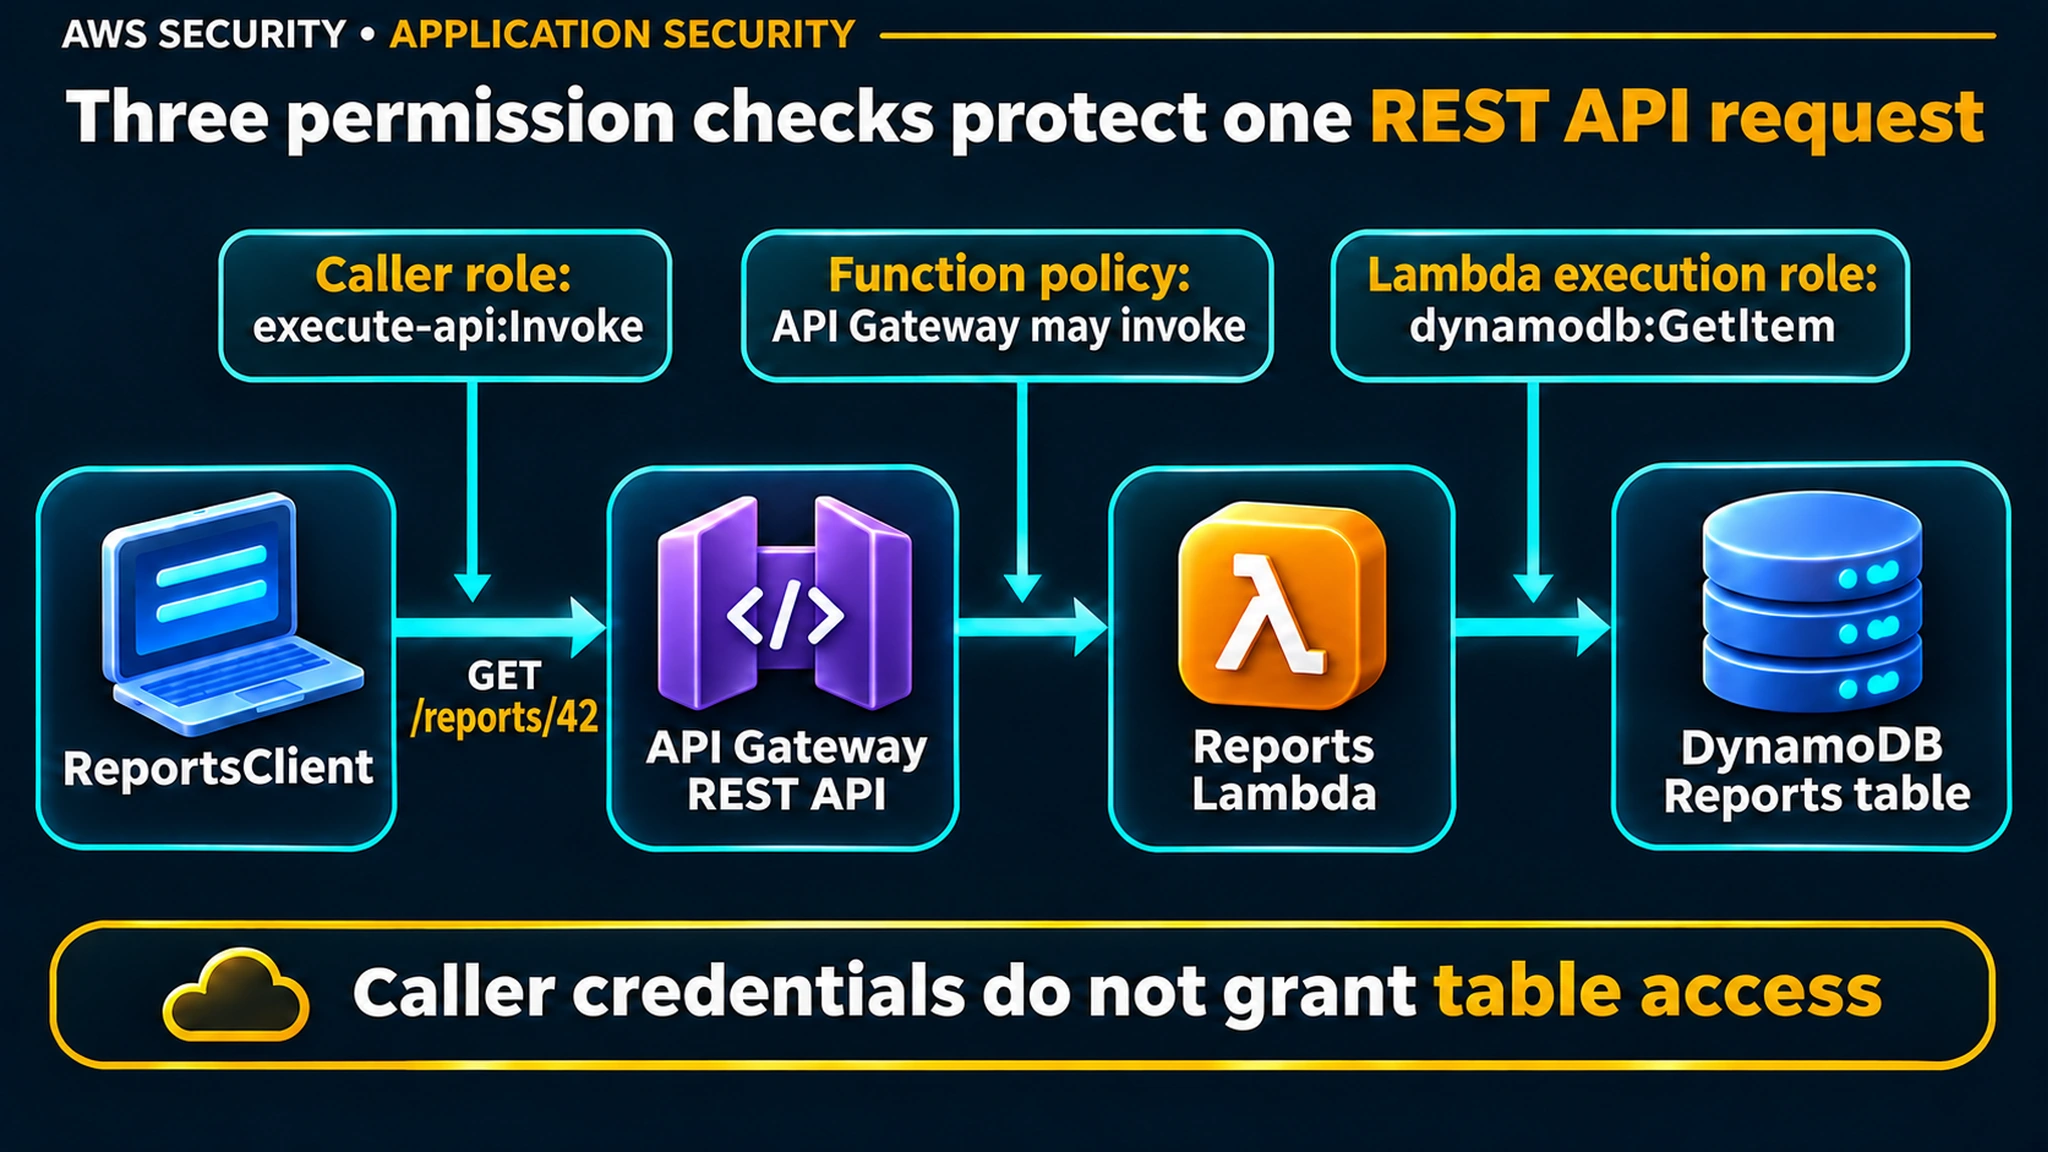 AWS SECURITY • APPLICATION SECURITY
Three permission checks protect one REST API request
Caller role:
execute-api:Invoke
Function policy:
API Gateway may invoke
Lambda execution role:
dynamodb:GetItem
ReportsClient
GET
/reports/42
</>
API Gateway
REST API
λ
Reports
Lambda
DynamoDB
Reports table
Caller credentials do not grant table access